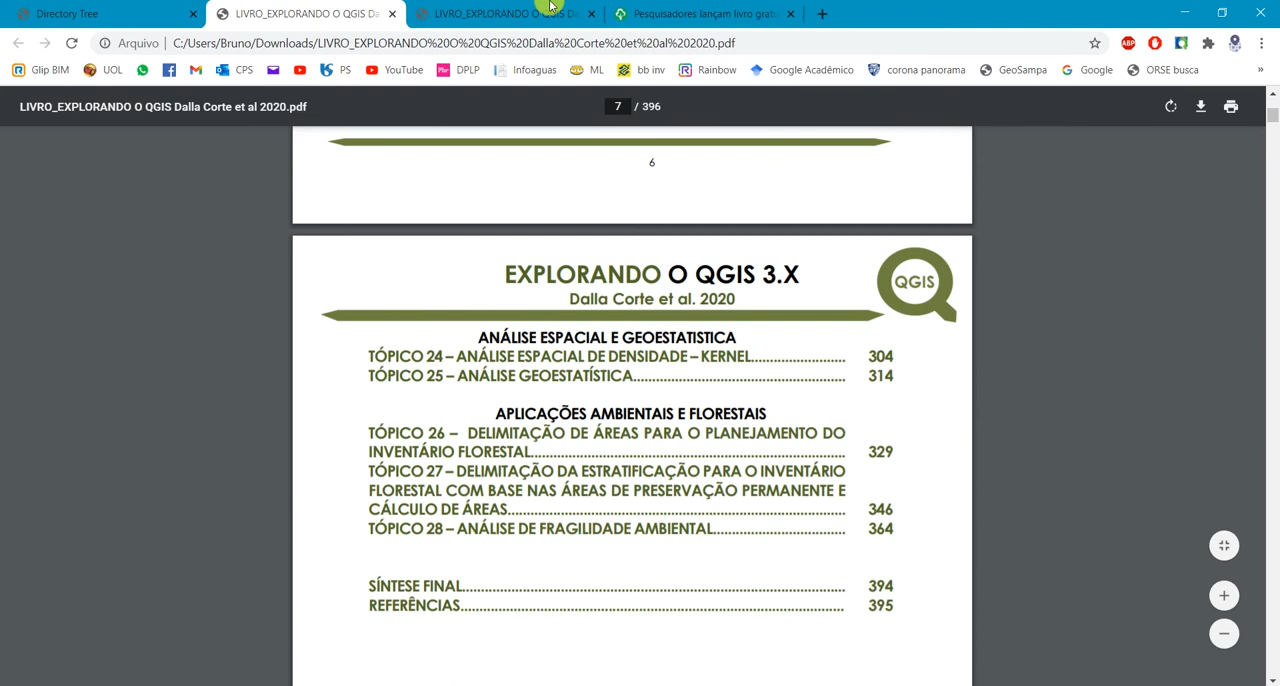 Directory Tree
LIVRO_EXPLORANDO O QGIS Da
LIVRO_EXPLORANDO O QGIS Da
Pesquisadores lançam livro gratu
Arquivo
C:/Users/Bruno/Downloads/LIVRO_EXPLORANDO%20O%20QGIS%20Dalla%20Corte%20et%20al%202020.pdf
ABP
Glip BIM
UOL
CPS
PS
YouTube
DPLP
Infoaguas
ML
bb inv
Rainbow
Google Acadêmico
corona panorama
GeoSampa
Google
ORSE busca
»
LIVRO_EXPLORANDO O QGIS Dalla Corte et al 2020.pdf
7 / 396
6
EXPLORANDO O QGIS 3.X
Dalla Corte et al. 2020
QGIS
ANÁLISE ESPACIAL E GEOESTATISTICA
TÓPICO 24 – ANÁLISE ESPACIAL DE DENSIDADE – KERNEL........................ 304
TÓPICO 25 – ANÁLISE GEOESTATÍSTICA...................................................... 314
APLICAÇÕES AMBIENTAIS E FLORESTAIS
TÓPICO 26 – DELIMITAÇÃO DE ÁREAS PARA O PLANEJAMENTO DO
INVENTÁRIO FLORESTAL................................................................................ 329
TÓPICO 27 – DELIMITAÇÃO DA ESTRATIFICAÇÃO PARA O INVENTÁRIO
FLORESTAL COM BASE NAS ÁREAS DE PRESERVAÇÃO PERMANENTE E
CÁLCULO DE ÁREAS...................................................................................... 346
TÓPICO 28 – ANÁLISE DE FRAGILIDADE AMBIENTAL.................................. 364
SÍNTESE FINAL.................................................................................................. 394
REFERÊNCIAS.................................................................................................. 395